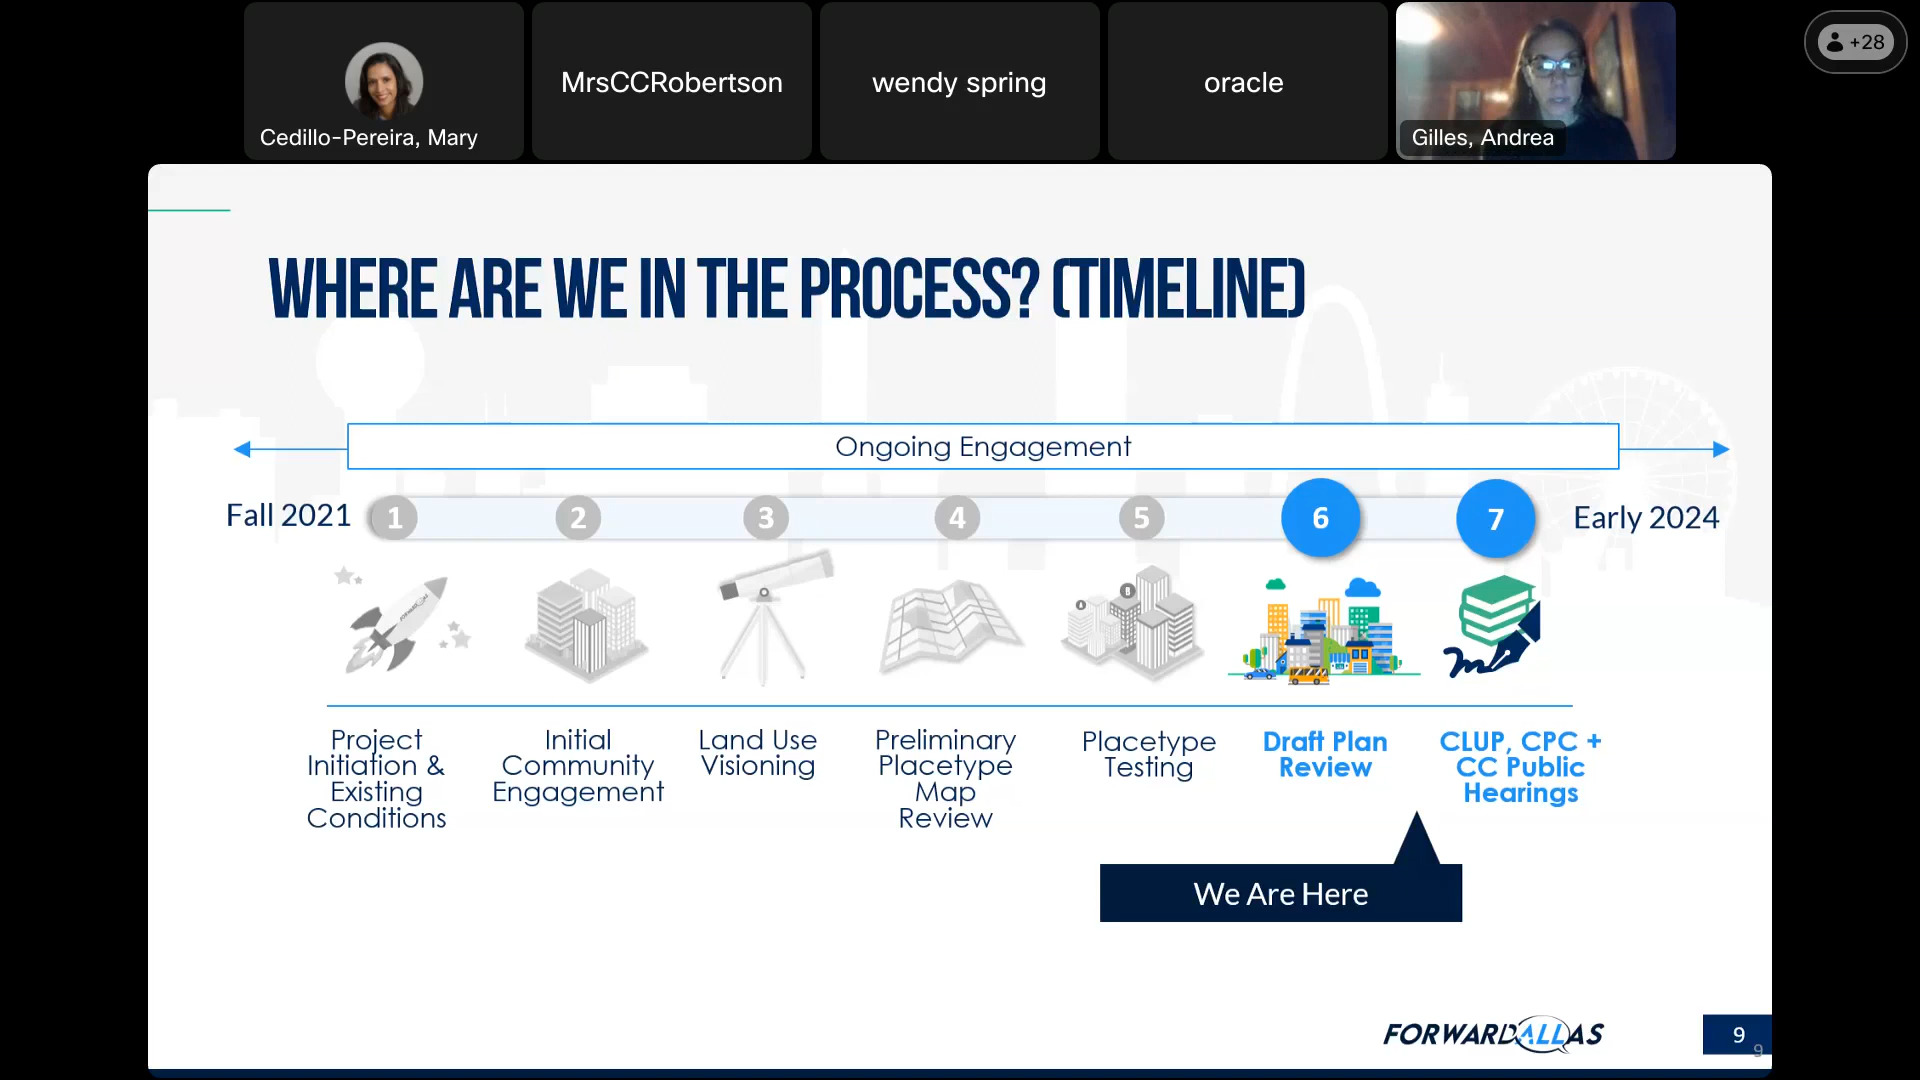 Cedillo-Pereira, Mary
MrsCCRobertson
wendy spring
oracle
Gilles, Andrea
+28
WHERE ARE WE IN THE PROCESS? (TIMELINE)
Ongoing Engagement
Fall 2021
1
2
3
4
5
6
7
Early 2024
A
B
Project
Initiation &
Existing
Conditions
Initial
Community
Engagement
Land Use
Visioning
Preliminary
Placetype
Map
Review
Placetype
Testing
Draft Plan
Review
CLUP, CPC +
CC Public
Hearings
We Are Here
FORWARDALLAS
9
9